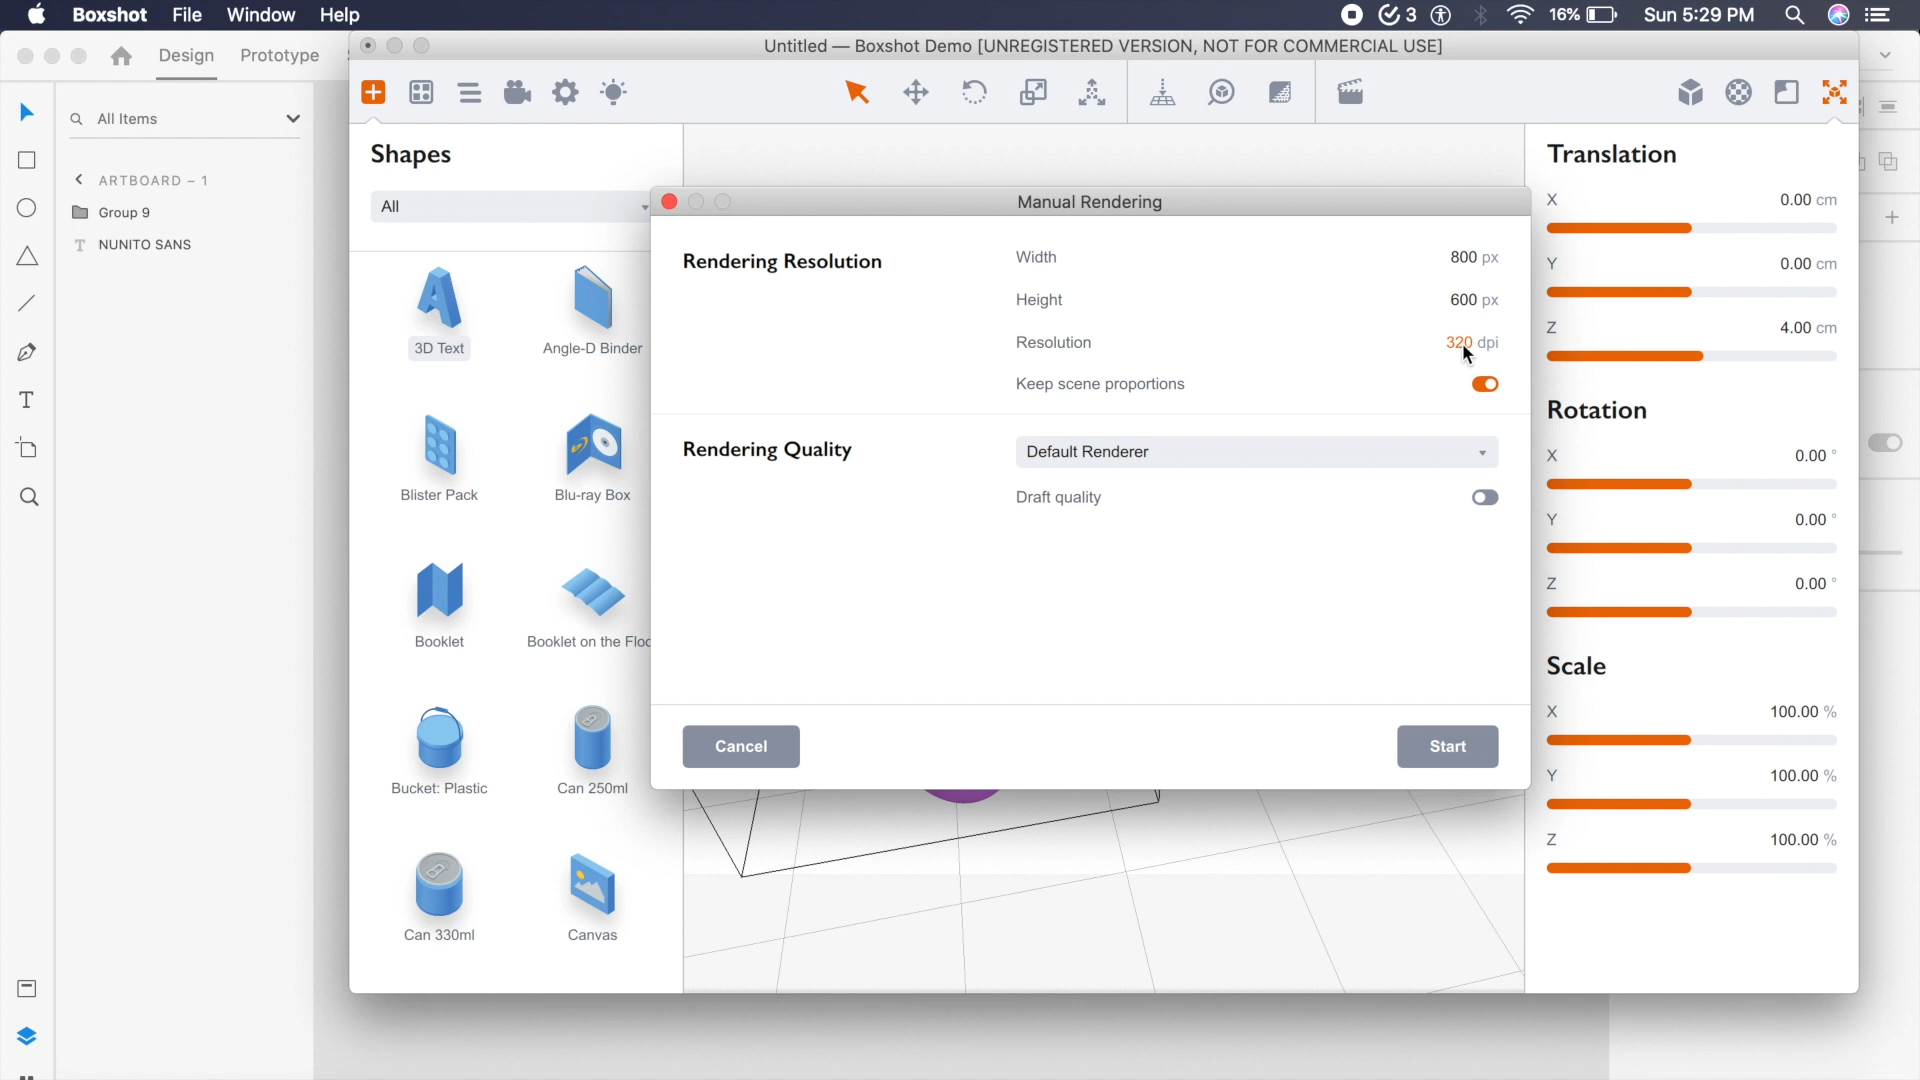 Boxshot File Window Help
3 16% Sun 5:29 PM
Untitled — Boxshot Demo [UNREGISTERED VERSION, NOT FOR COMMERCIAL USE]
Design Prototype
All Items
ARTBOARD – 1
Group 9
T NUNITO SANS
Shapes
All
3D Text
Angle-D Binder
Blister Pack
Blu-ray Box
Booklet
Booklet on the Floo
Bucket: Plastic
Can 250ml
Can 330ml
Canvas
Manual Rendering
Rendering Resolution
Width 800 px
Height 600 px
Resolution 320 dpi
Keep scene proportions
Rendering Quality
Default Renderer
Draft quality
Cancel
Start
Translation
X 0.00 cm
Y 0.00 cm
Z 4.00 cm
Rotation
X 0.00 °
Y 0.00 °
Z 0.00 °
Scale
X 100.00 %
Y 100.00 %
Z 100.00 %